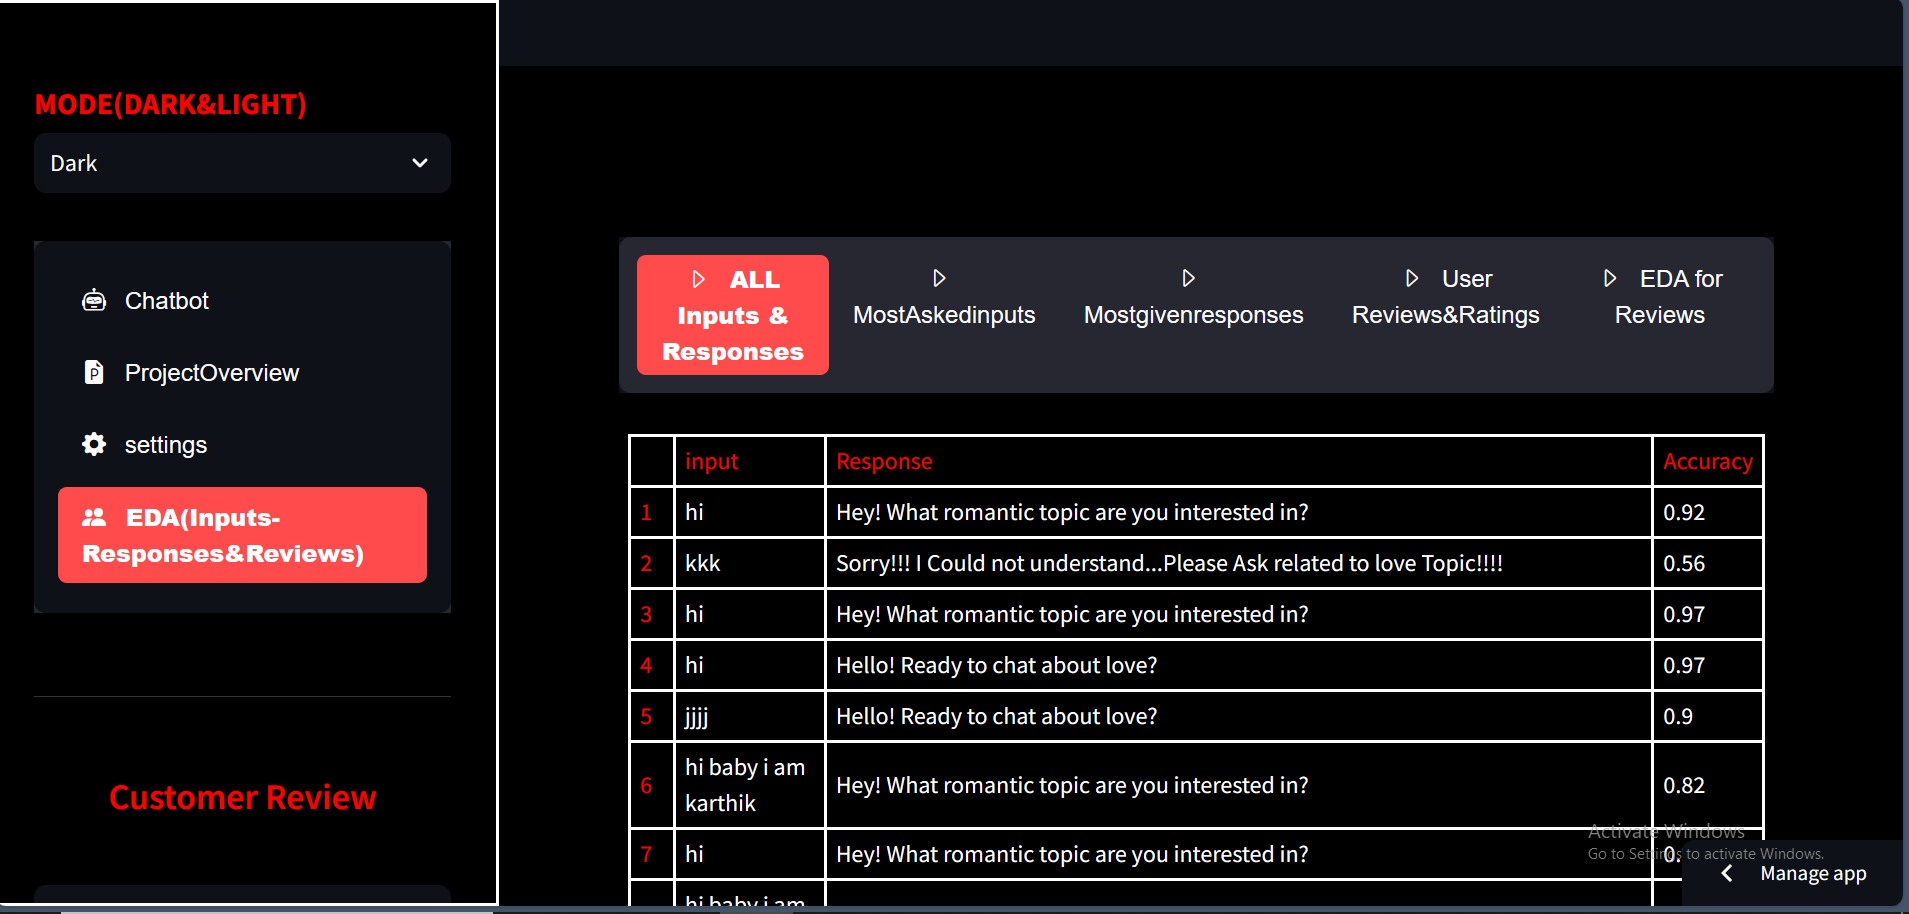 MODE(DARK&LIGHT)
Dark
Chatbot
ProjectOverview
settings
EDA(Inputs-
Responses&Reviews)
Customer Review
ALL
Inputs &
Responses
MostAskedinputs
Mostgivenresponses
User
Reviews&Ratings
EDA for
Reviews
input Response Accuracy
1 hi Hey! What romantic topic are you interested in? 0.92
2 kkk Sorry!!! I Could not understand...Please Ask related to love Topic!!!! 0.56
3 hi Hey! What romantic topic are you interested in? 0.97
4 hi Hello! Ready to chat about love? 0.97
5 jjjj Hello! Ready to chat about love? 0.9
6 hi baby i am
karthik Hey! What romantic topic are you interested in? 0.82
7 hi Hey! What romantic topic are you interested in?
hi baby i am
Activate Windows
Go to Settings to activate Windows.
Manage app